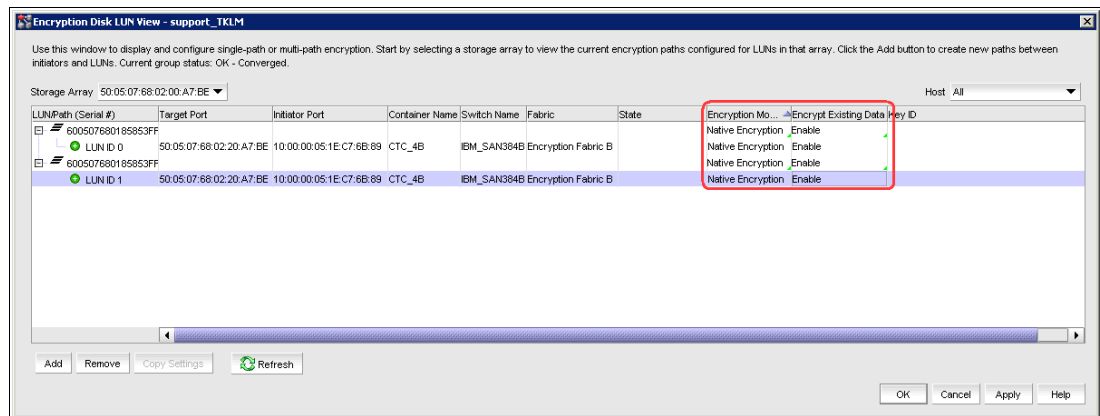 Encryption Disk LUN View - support_TKLM
Use this window to display and configure single-path or multi-path encryption. Start by selecting a storage array to view the current encryption paths configured for LUNs in that array. Click the Add button to create new paths between
initiators and LUNs. Current group status: OK - Converged.
Storage Array 50:05:07:68:02:00:A7:BE Host All
LUN/Path (Serial #) Target Port Initiator Port Container Name Switch Name Fabric State Encryption Mo... Encrypt Existing Data Key ID
600507680185853FF Native Encryption Enable
LUN ID 0 50:05:07:68:02:20:A7:BE 10:00:00:05:1E:C7:6B:89 CTC_4B IBM_SAN384B Encryption Fabric B Native Encryption Enable
600507680185853FF Native Encryption Enable
LUN ID 1 50:05:07:68:02:20:A7:BE 10:00:00:05:1E:C7:6B:89 CTC_4B IBM_SAN384B Encryption Fabric B Native Encryption Enable
Add Remove Copy Settings Refresh
OK Cancel Apply Help